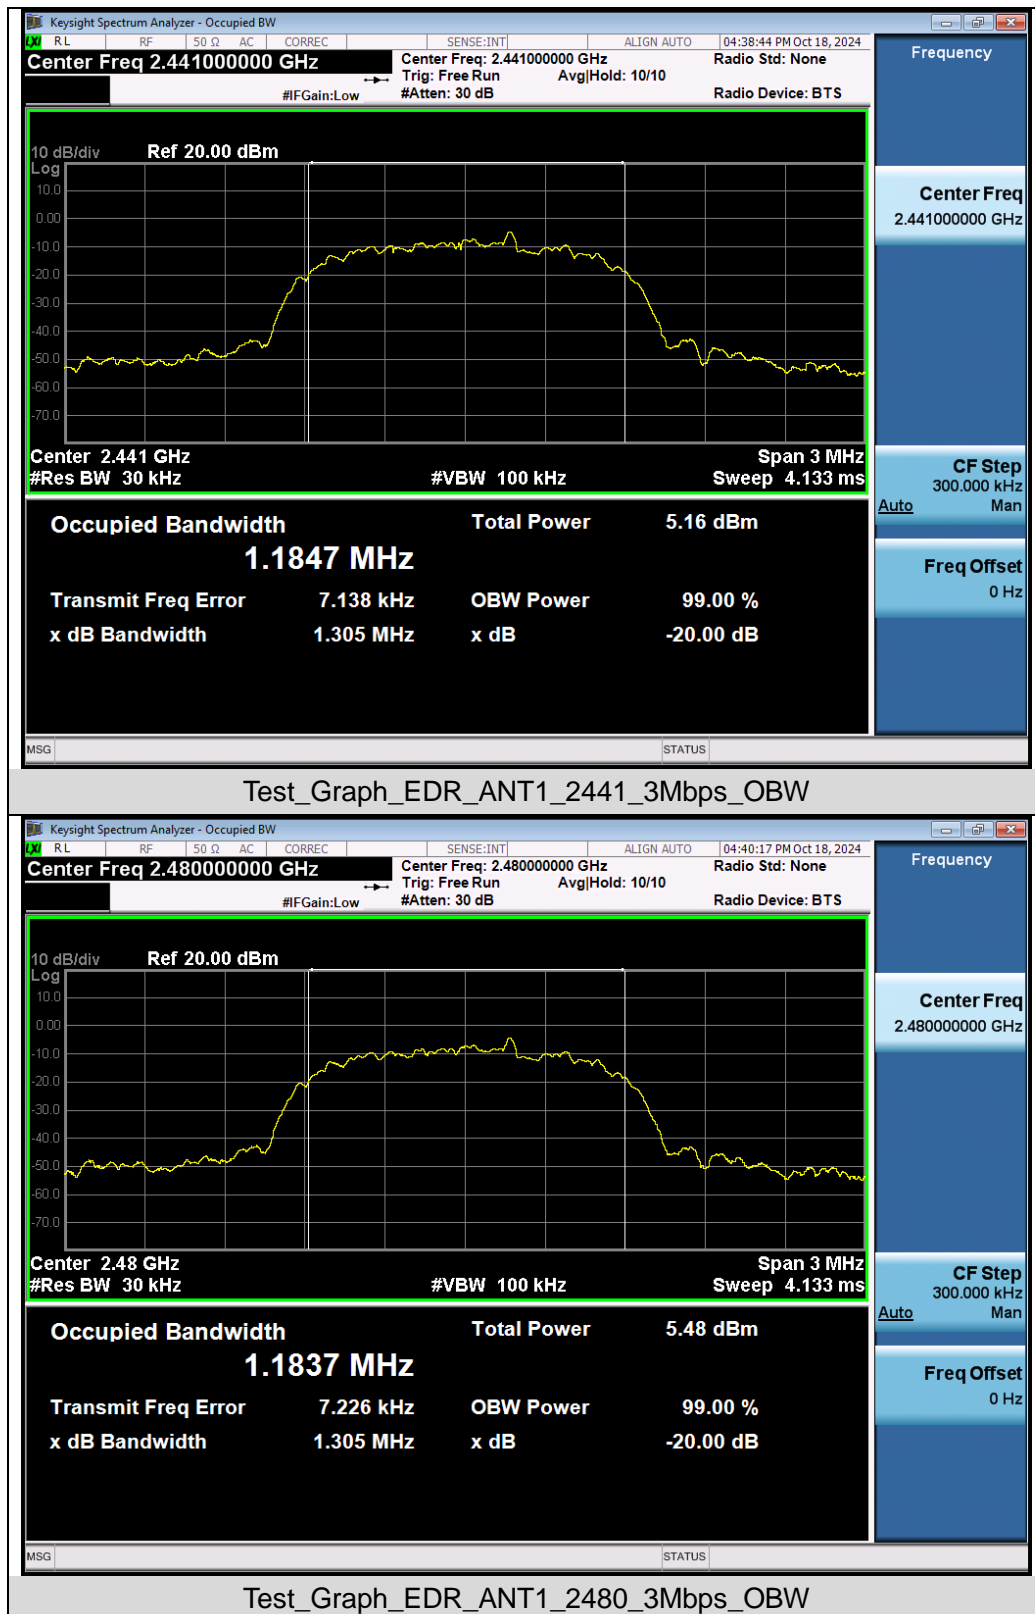 Keysight Spectrum Analyzer - Occupied BW
LXI RL RF 50 Ω AC CORREC SENSE:INT ALIGN AUTO 04:38:44 PM Oct 18, 2024
Center Freq 2.441000000 GHz Center Freq: 2.441000000 GHz Radio Std: None
Trig: Free Run Avg|Hold: 10/10
#IFGain:Low #Atten: 30 dB Radio Device: BTS
Frequency
10 dB/div Ref 20.00 dBm
Log
10.0
0.00
-10.0
-20.0
-30.0
-40.0
-50.0
-60.0
-70.0
Center Freq
2.441000000 GHz
Center 2.441 GHz Span 3 MHz
#Res BW 30 kHz #VBW 100 kHz Sweep 4.133 ms
CF Step
300.000 kHz
Auto Man
Occupied Bandwidth Total Power 5.16 dBm
1.1847 MHz
Transmit Freq Error 7.138 kHz OBW Power 99.00 %
x dB Bandwidth 1.305 MHz x dB -20.00 dB
Freq Offset
0 Hz
MSG STATUS
Test_Graph_EDR_ANT1_2441_3Mbps_OBW
Keysight Spectrum Analyzer - Occupied BW
LXI RL RF 50 Ω AC CORREC SENSE:INT ALIGN AUTO 04:40:17 PM Oct 18, 2024
Center Freq 2.480000000 GHz Center Freq: 2.480000000 GHz Radio Std: None
Trig: Free Run Avg|Hold: 10/10
#IFGain:Low #Atten: 30 dB Radio Device: BTS
Frequency
10 dB/div Ref 20.00 dBm
Log
10.0
0.00
-10.0
-20.0
-30.0
-40.0
-50.0
-60.0
-70.0
Center Freq
2.480000000 GHz
Center 2.48 GHz Span 3 MHz
#Res BW 30 kHz #VBW 100 kHz Sweep 4.133 ms
CF Step
300.000 kHz
Auto Man
Occupied Bandwidth Total Power 5.48 dBm
1.1837 MHz
Transmit Freq Error 7.226 kHz OBW Power 99.00 %
x dB Bandwidth 1.305 MHz x dB -20.00 dB
Freq Offset
0 Hz
MSG STATUS
Test_Graph_EDR_ANT1_2480_3Mbps_OBW